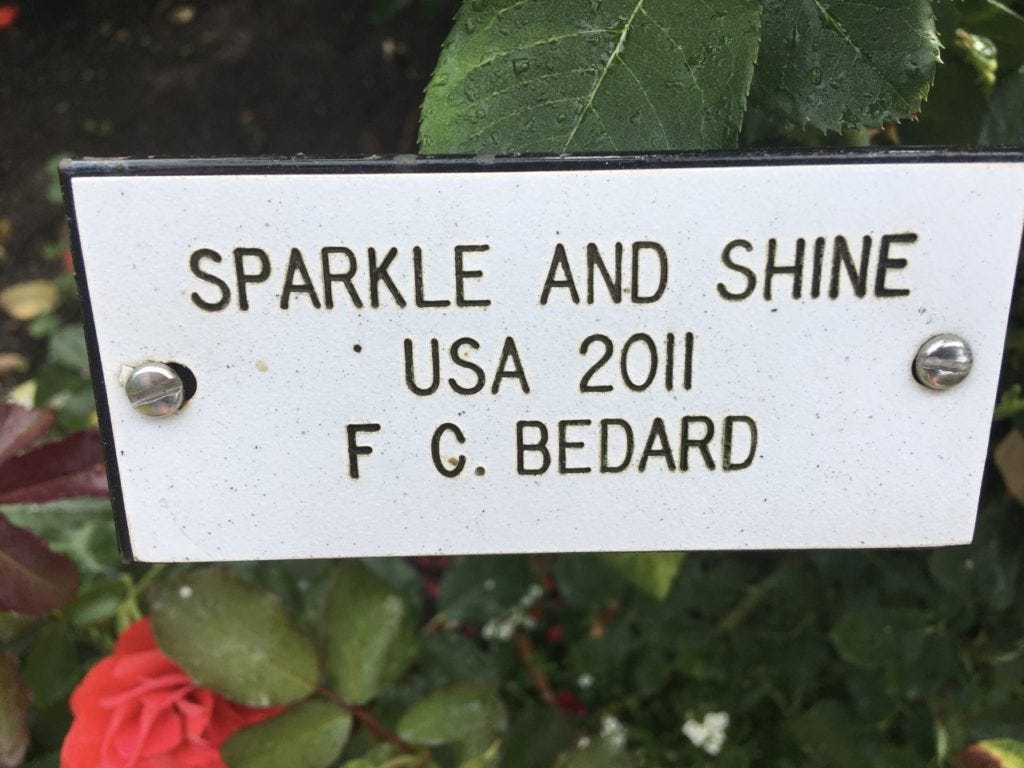 SPARKLE AND SHINE
USA 2011
F C. BEDARD